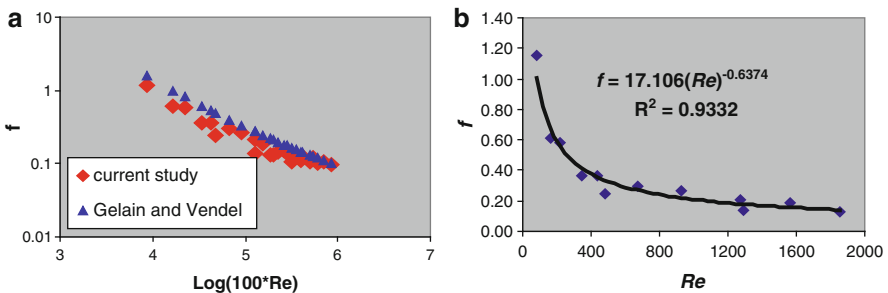 a
10
1
0.1
0.01
f
current study
Gelain and Vendel
3 4 5 6 7
Log(100*Re)
b
1.40
1.20
1.00
0.80
0.60
0.40
0.20
0.00
f
f = 17.106(Re)^-0.6374
R² = 0.9332
0 400 800 1200 1600 2000
Re